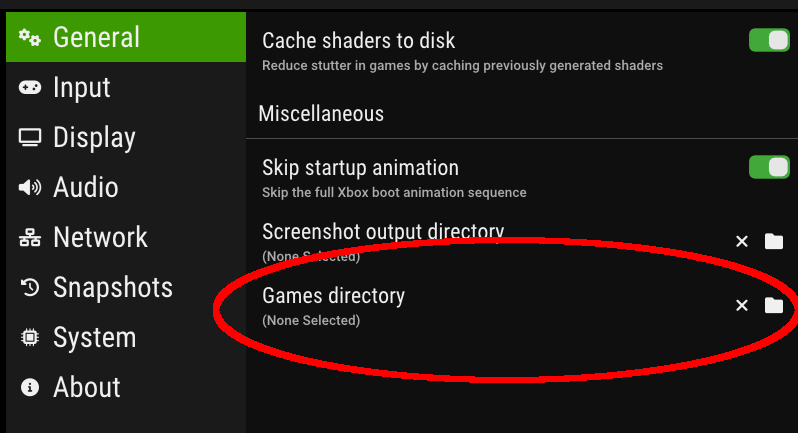 General
Input
Display
Audio
Network
Snapshots
System
About
Cache shaders to disk
Reduce stutter in games by caching previously generated shaders
Miscellaneous
Skip startup animation
Skip the full Xbox boot animation sequence
Screenshot output directory
(None Selected)
Games directory
(None Selected)